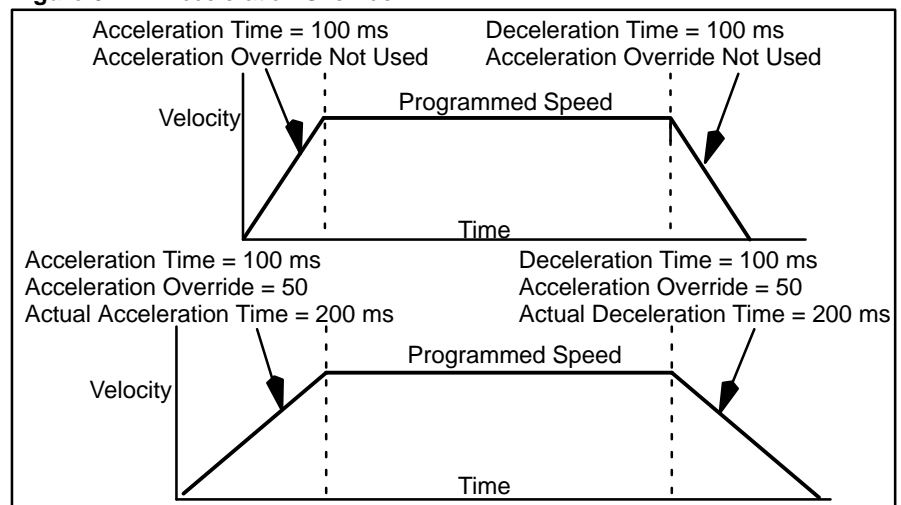 Acceleration Time = 100 ms
Acceleration Override Not Used
Deceleration Time = 100 ms
Acceleration Override Not Used
Velocity
Programmed Speed
Time
Acceleration Time = 100 ms
Acceleration Override = 50
Actual Acceleration Time = 200 ms
Deceleration Time = 100 ms
Acceleration Override = 50
Actual Deceleration Time = 200 ms
Velocity
Programmed Speed
Time